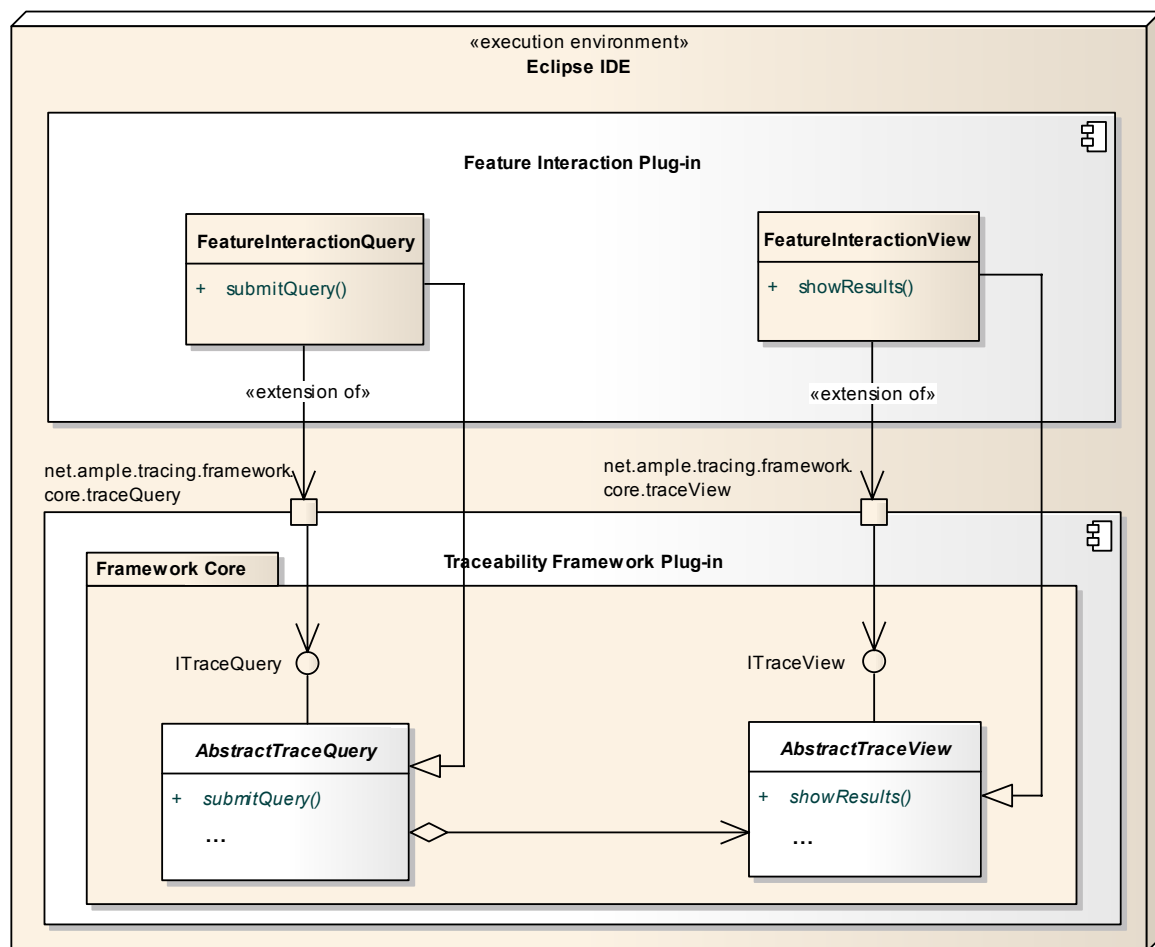 «execution environment»
Eclipse IDE
Feature Interaction Plug-in
FeatureInteractionQuery
+ submitQuery()
FeatureInteractionView
+ showResults()
«extension of»
«extension of»
net.ample.tracing.framework.
core.traceQuery
net.ample.tracing.framework.
core.traceView
Traceability Framework Plug-in
Framework Core
ITraceQuery
ITraceView
AbstractTraceQuery
+ submitQuery()
...
AbstractTraceView
+ showResults()
...